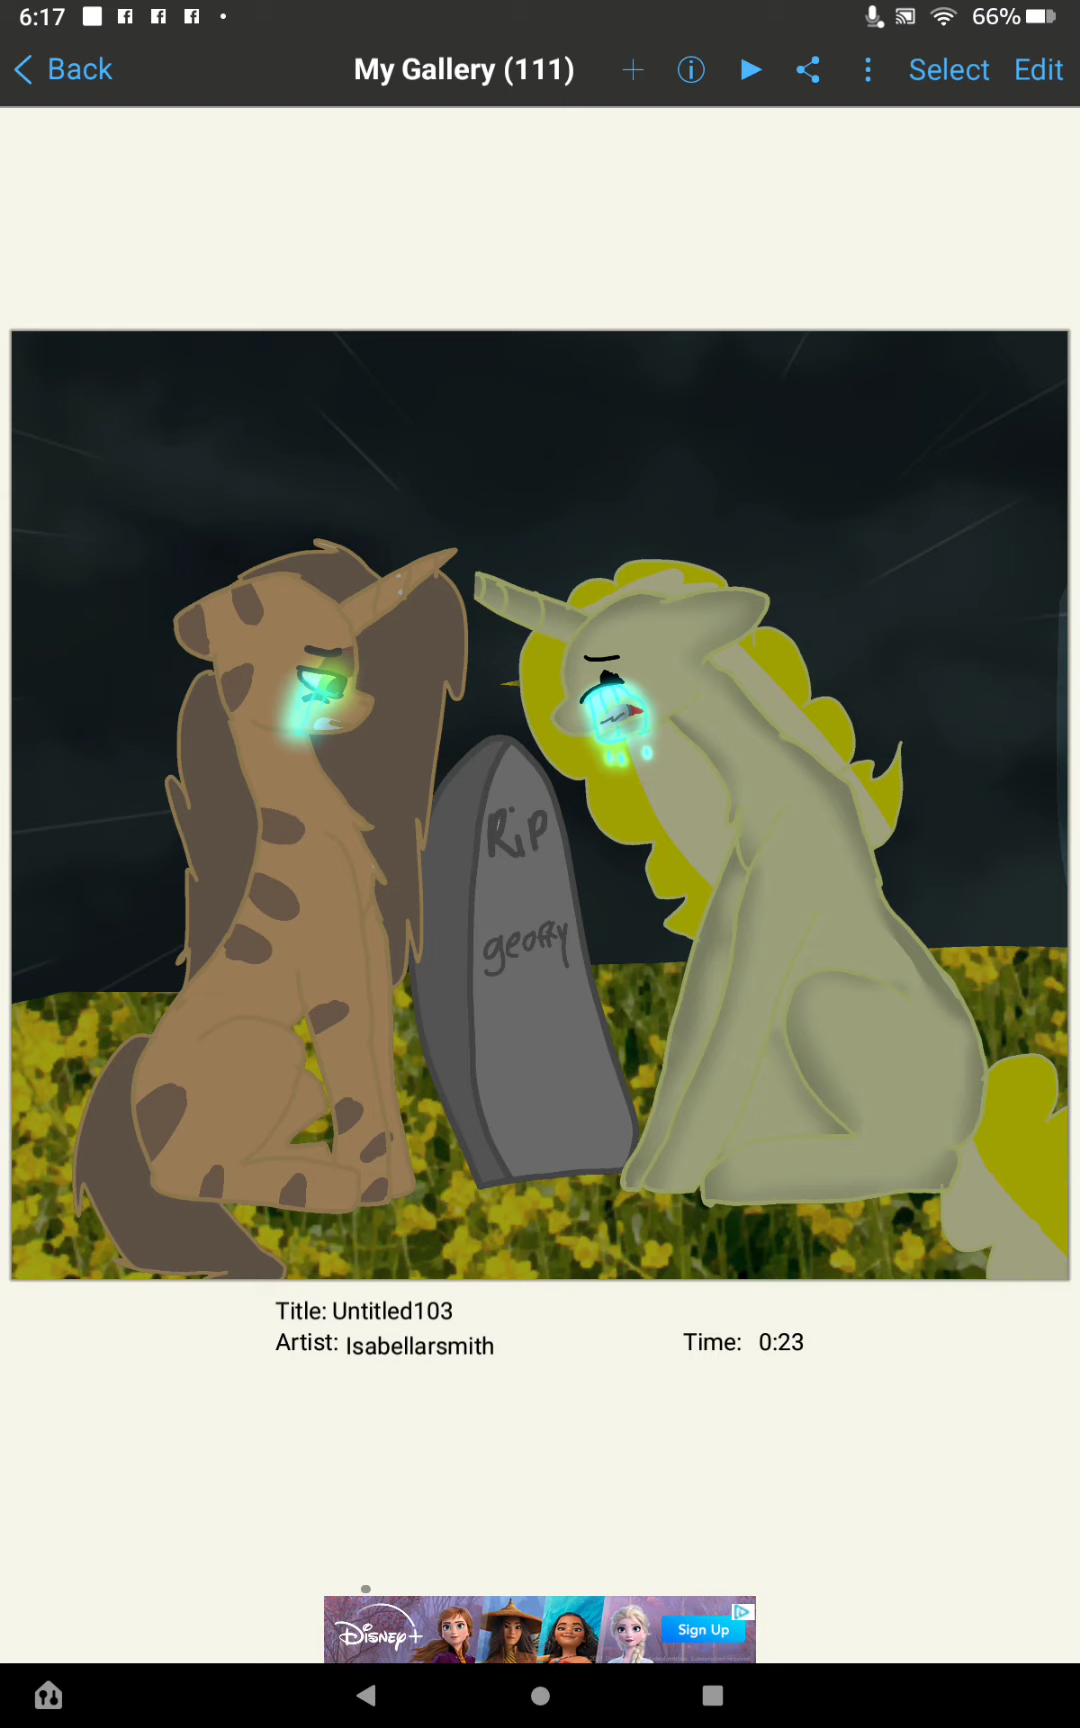 6:17
66%
Back
My Gallery (111)
Select
Edit
Rip
geoffy
Title: Untitled103
Artist: Isabellarsmith
Time: 0:23
Disney+
Sign Up